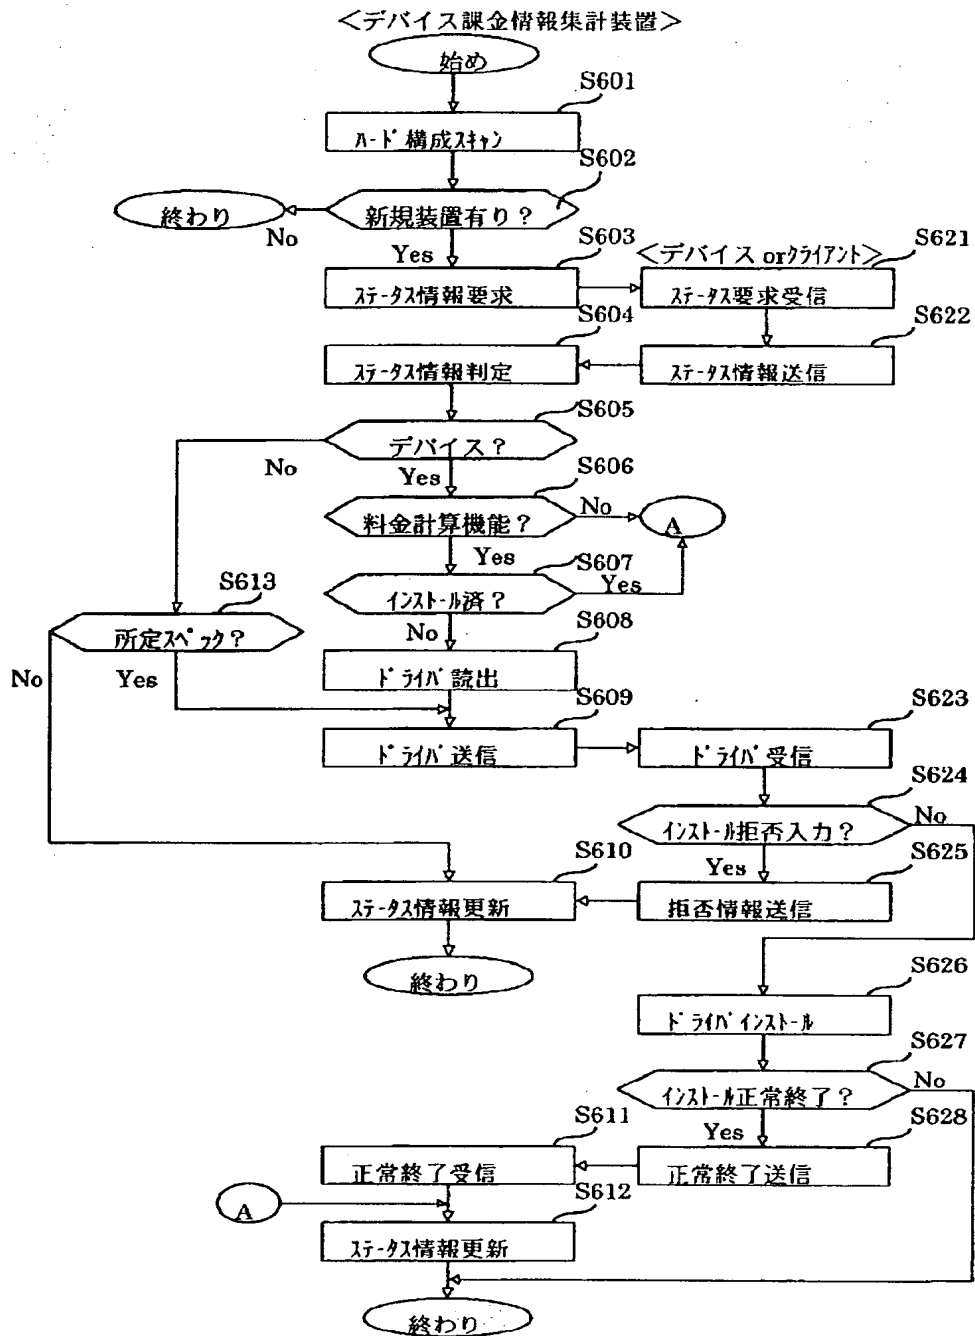 ＜デバイス課金情報集計装置＞
始め
S601
ﾊｰﾄﾞ構成ｽｷｬﾝ
S602
新規装置有り？
終わり
No
Yes
S603
＜デバイス orｸﾗｲｱﾝﾄ＞
S621
ｽﾃｰﾀｽ情報要求
ｽﾃｰﾀｽ要求受信
S604
S622
ｽﾃｰﾀｽ情報判定
ｽﾃｰﾀｽ情報送信
S605
デバイス？
No
Yes
S606
料金計算機能？
No
A
Yes
S607
ｲﾝｽﾄｰﾙ済？
Yes
S613
所定ｽﾍﾟｯｸ？
No
S608
No
Yes
ﾄﾞﾗｲﾊﾞ読出
S609
S623
ﾄﾞﾗｲﾊﾞ送信
ﾄﾞﾗｲﾊﾞ受信
S624
ｲﾝｽﾄｰﾙ拒否入力？
No
S610
Yes
S625
ｽﾃｰﾀｽ情報更新
拒否情報送信
終わり
S626
ﾄﾞﾗｲﾊﾞｲﾝｽﾄｰﾙ
S627
ｲﾝｽﾄｰﾙ正常終了？
No
S611
Yes
S628
正常終了受信
正常終了送信
A
S612
ｽﾃｰﾀｽ情報更新
終わり